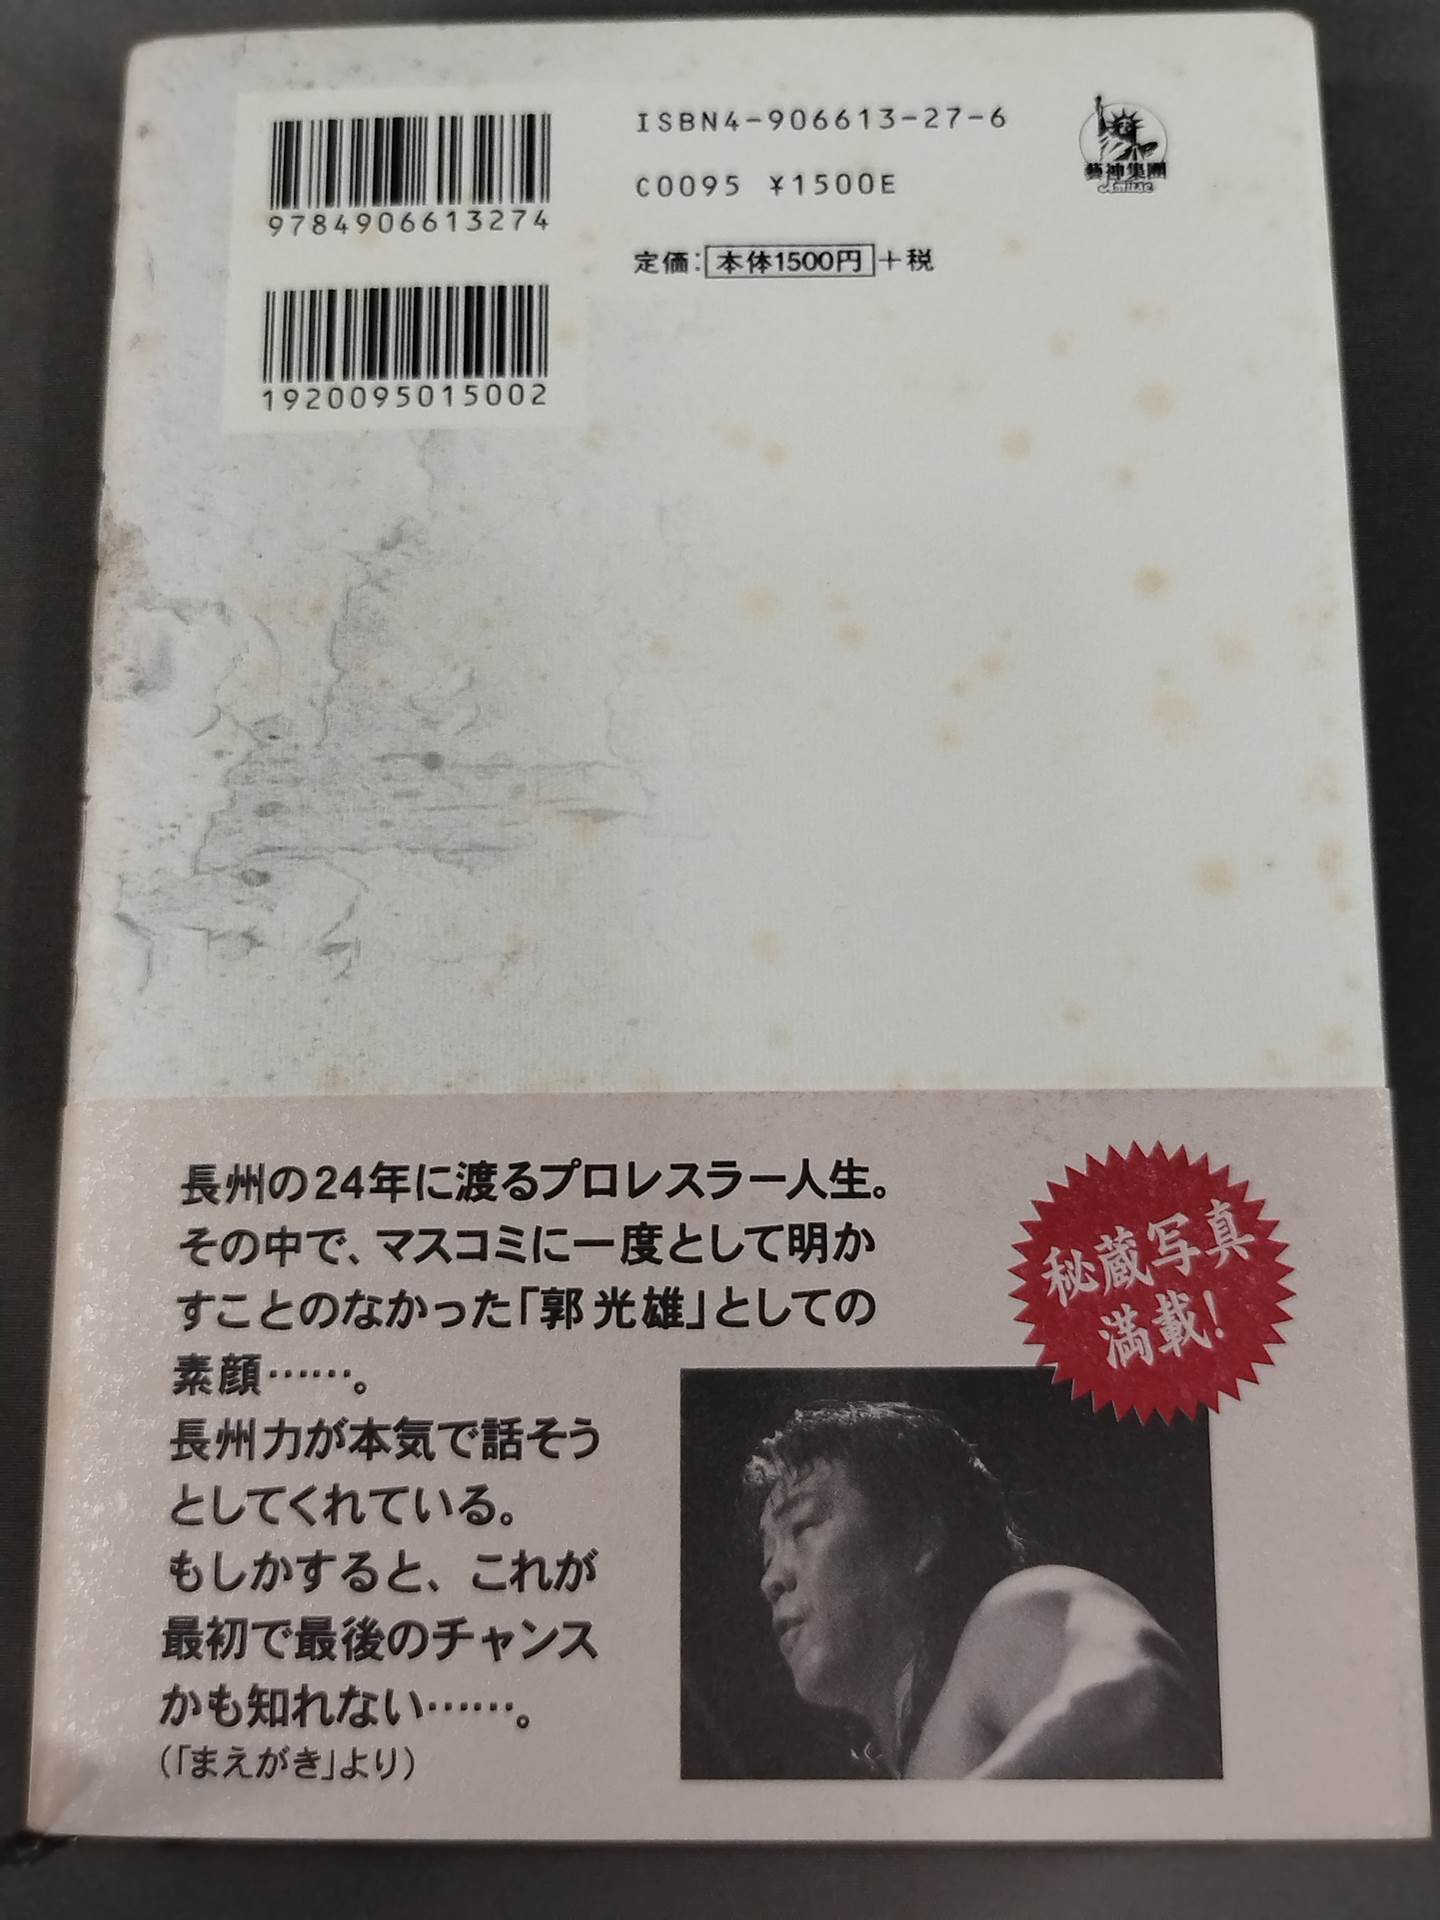 9784906613274
1920095015002
ISBN4-906613-27-6
C0095 ¥1500E
定価:本体1500円+税
藝神集團
長州の24年に渡るプロレスラー人生。
その中で、マスコミに一度として明か
すことのなかった「郭 光雄」としての
素顔……。
長州力が本気で話そう
としてくれている。
もしかすると、これが
最初で最後のチャンス
かも知れない……。
(「まえがき」より)
秘蔵写真
満載!